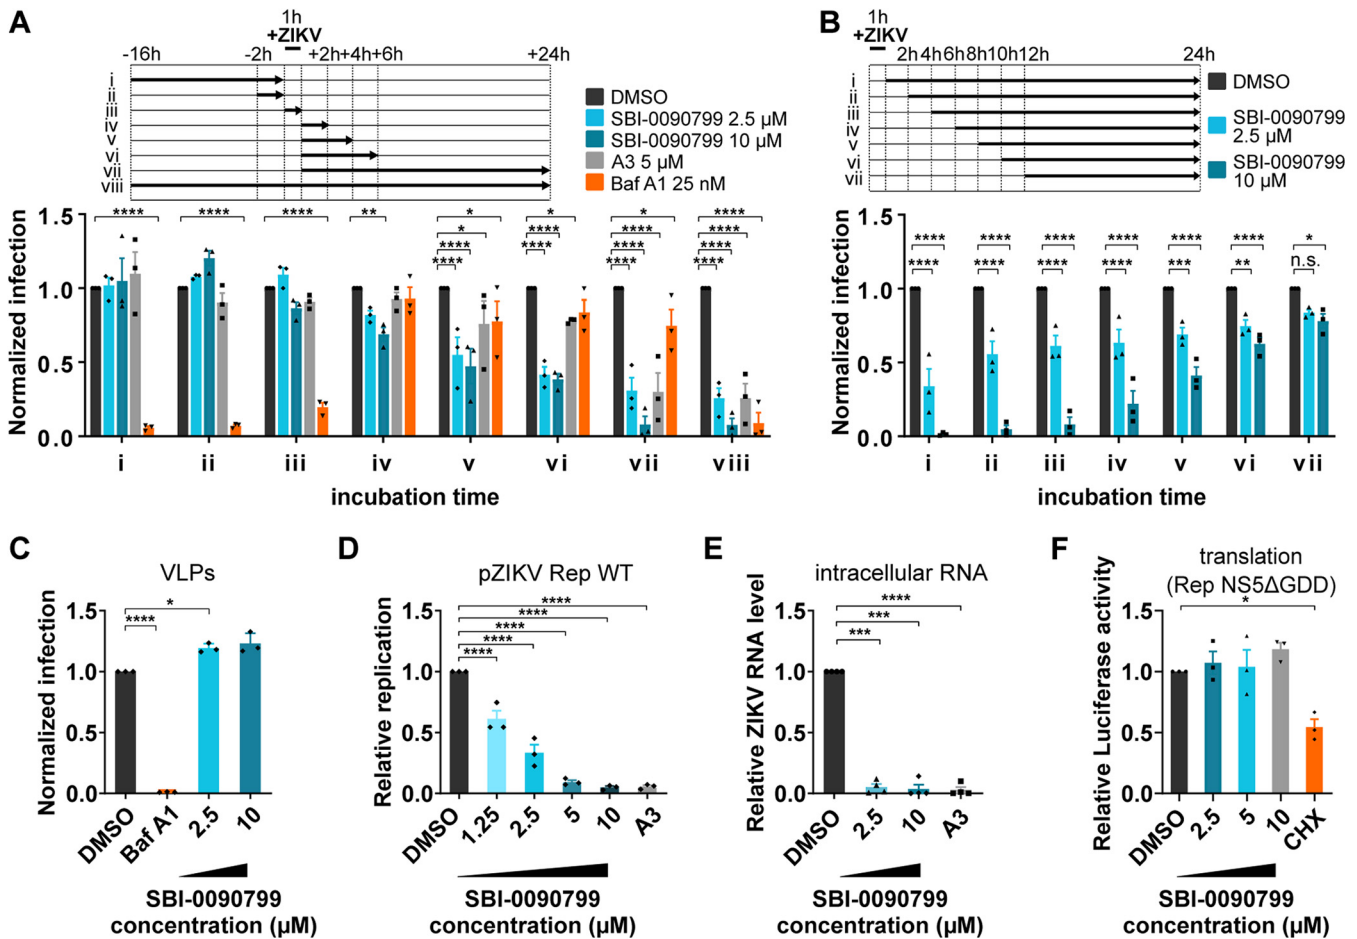 A
1h
+ZIKV
-16h -2h +2h +4h +6h +24h
i
ii
iii
iv
v
vi
vii
viii
DMSO
SBI-0090799 2.5 µM
SBI-0090799 10 µM
A3 5 µM
Baf A1 25 nM
Normalized infection
1.5
1.0
0.5
0.0
**** **** **** ** * * * ****
* **** **** ****
**** **** **** ****
**** **** **** ****
i ii iii iv v vi vii viii
incubation time
B
1h
+ZIKV
2h 4h 6h 8h 10h 12h 24h
i
ii
iii
iv
v
vi
vii
DMSO
SBI-0090799
2.5 µM
SBI-0090799
10 µM
Normalized infection
1.5
1.0
0.5
0.0
**** **** **** **** **** **** *
**** **** **** **** *** ** n.s.
i ii iii iv v vi vii
incubation time
C
VLPs
Normalized infection
1.5
1.0
0.5
0.0
*
****
DMSO
Baf A1
2.5
10
SBI-0090799
concentration (µM)
D
pZIKV Rep WT
Relative replication
1.5
1.0
0.5
0.0
****
****
****
****
****
DMSO
1.25
2.5
5
10
A3
SBI-0090799
concentration (µM)
E
intracellular RNA
Relative ZIKV RNA level
1.5
1.0
0.5
0.0
****
***
***
DMSO
2.5
10
A3
SBI-0090799
concentration (µM)
F
translation
(Rep NS5ΔGDD)
Relative Luciferase activity
1.5
1.0
0.5
0.0
*
DMSO
2.5
5
10
CHX
SBI-0090799
concentration (µM)